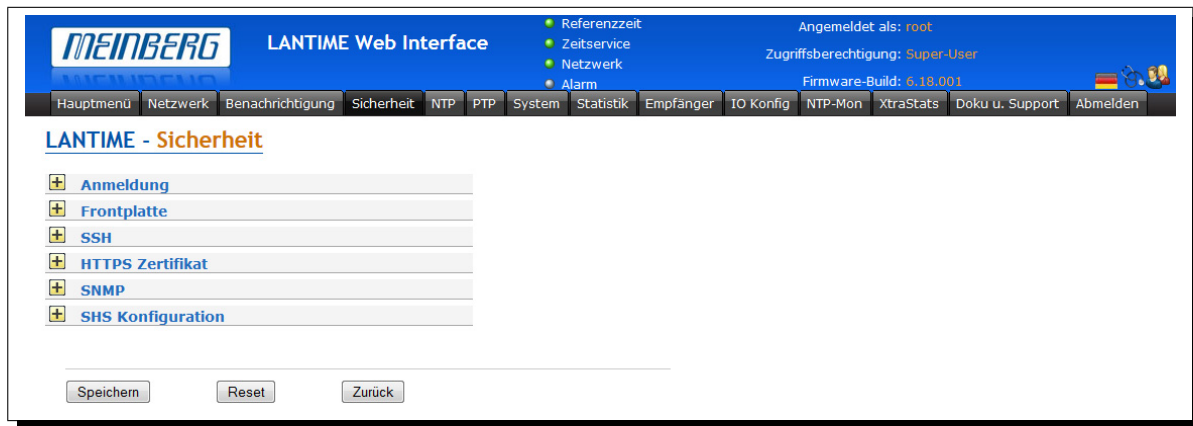 MEINBERG
LANTIME Web Interface
Referenzzeit
Zeitservice
Netzwerk
Alarm
Angemeldet als: root
Zugriffsberechtigung: Super-User
Firmware-Build: 6.18.001
Hauptmenü Netzwerk Benachrichtigung Sicherheit NTP PTP System Statistik Empfänger IO Konfig NTP-Mon XtraStats Doku u. Support Abmelden
LANTIME - Sicherheit
Anmeldung
Frontplatte
SSH
HTTPS Zertifikat
SNMP
SHS Konfiguration
Speichern Reset Zurück